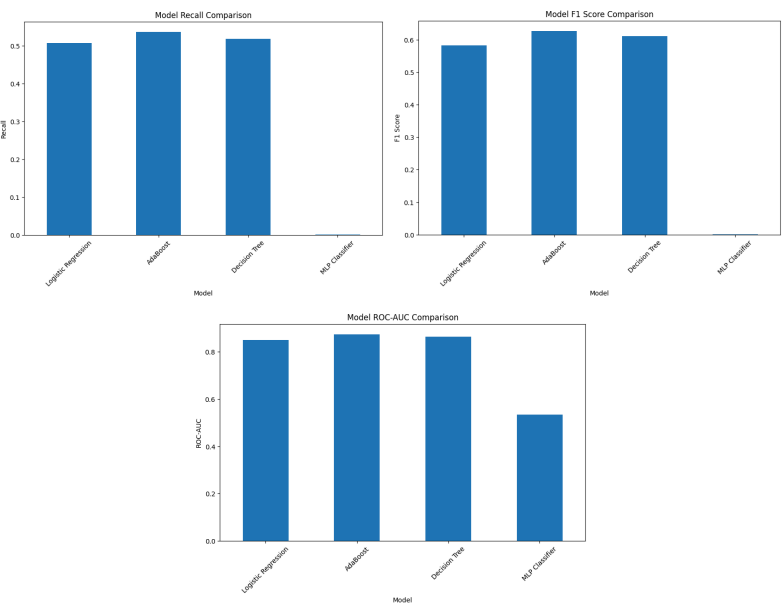 Model Recall Comparison
0.5
0.4
0.3
0.2
0.1
0.0
Recall
Logistic Regression
AdaBoost
Decision Tree
MLP Classifier
Model
Model F1 Score Comparison
0.6
0.5
0.4
0.3
0.2
0.1
0.0
F1 Score
Logistic Regression
AdaBoost
Decision Tree
MLP Classifier
Model
Model ROC-AUC Comparison
0.8
0.6
0.4
0.2
0.0
ROC-AUC
Logistic Regression
AdaBoost
Decision Tree
MLP Classifier
Model